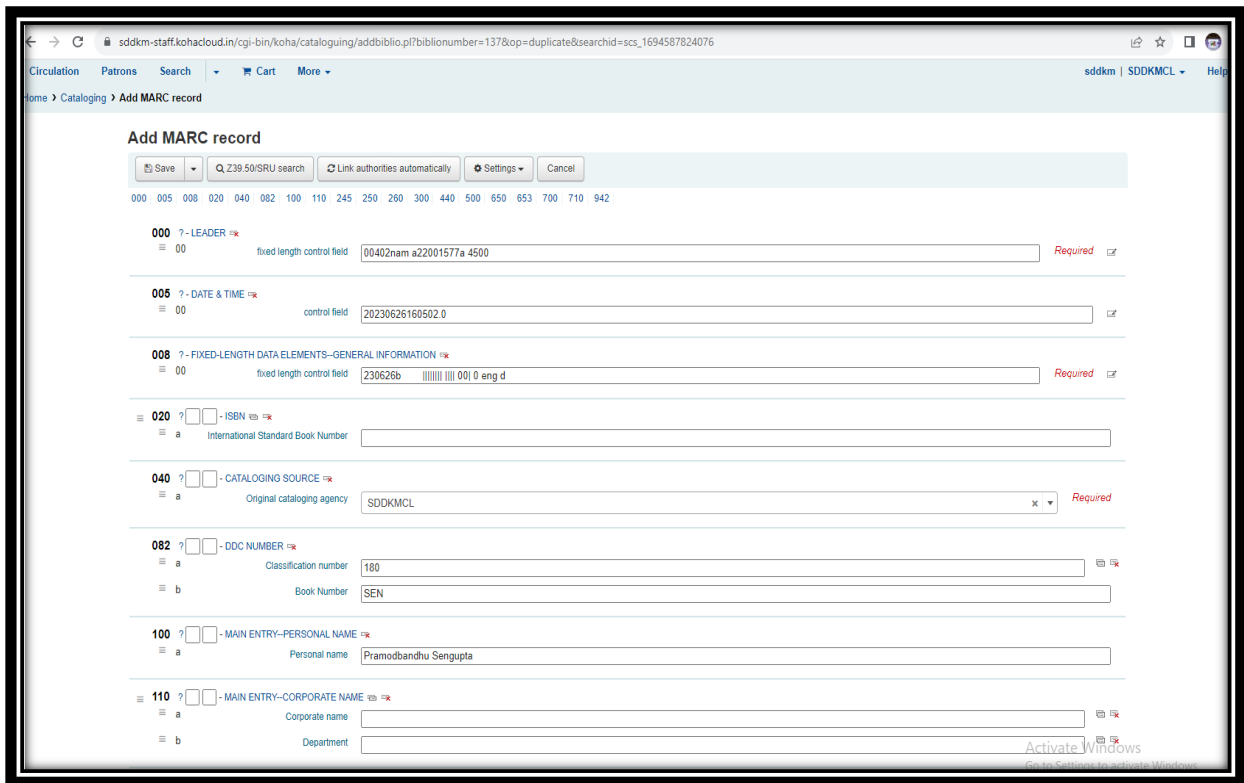 sddkm-staff.kohacloud.in/cgi-bin/koha/cataloguing/addbiblio.pl?biblionumber=137&op=duplicate&searchid=scs_1694587824076
Circulation Patrons Search Cart More sddkm | SDDKMCL Help
Home Cataloging Add MARC record
Add MARC record
Save Z39.50/SRU search Link authorities automatically Settings Cancel
000 005 008 020 040 082 100 110 245 250 260 300 440 500 650 653 700 710 942
000 ? - LEADER
00 fixed length control field 00402nam a22001577a 4500 Required
005 ? - DATE & TIME
00 control field 20230626160502.0
008 ? - FIXED-LENGTH DATA ELEMENTS--GENERAL INFORMATION
00 fixed length control field 230626b |||||||| |||| 00| 0 eng d Required
020 ? - ISBN
a International Standard Book Number
040 ? - CATALOGING SOURCE
a Original cataloging agency SDDKMCL x Required
082 ? - DDC NUMBER
a Classification number 180
b Book Number SEN
100 ? - MAIN ENTRY--PERSONAL NAME
a Personal name Pramodbandhu Sengupta
110 ? - MAIN ENTRY--CORPORATE NAME
a Corporate name
b Department
Activate Windows
Go to Settings to activate Windows.